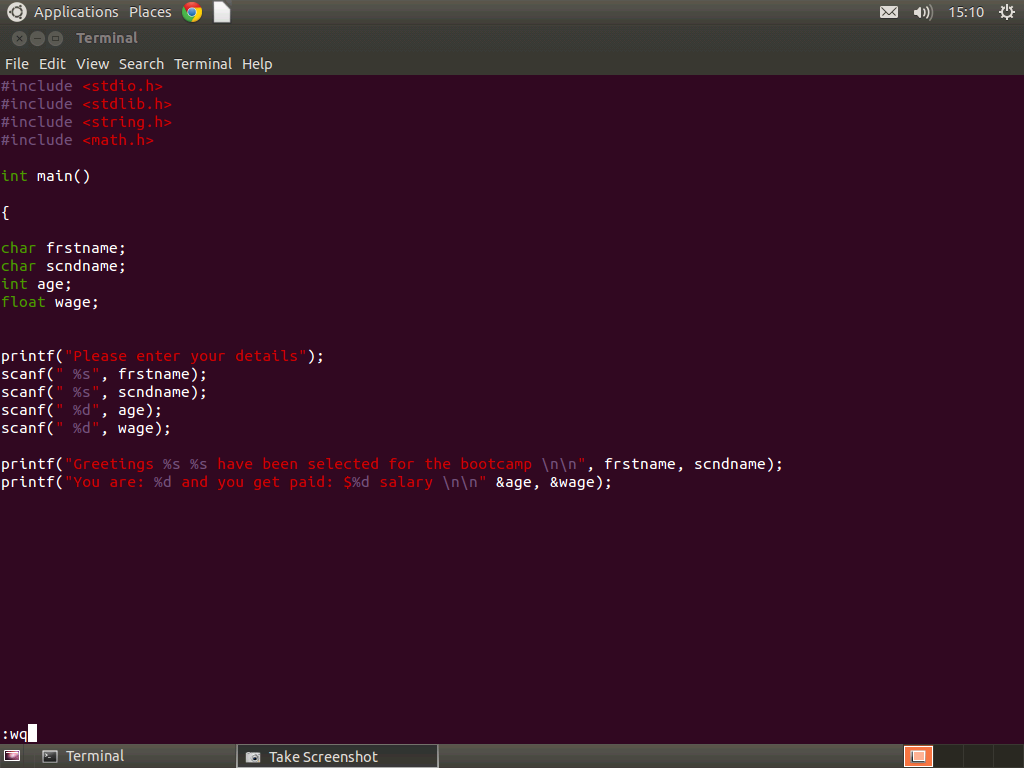 Applications Places 15:10
Terminal
File Edit View Search Terminal Help
#include <stdio.h>
#include <stdlib.h>
#include <string.h>
#include <math.h>
int main()
{
char frstname;
char scndname;
int age;
float wage;
printf("Please enter your details");
scanf(" %s", frstname);
scanf(" %s", scndname);
scanf(" %d", age);
scanf(" %d", wage);
printf("Greetings %s %s have been selected for the bootcamp \n\n", frstname, scndname);
printf("You are: %d and you get paid: $%d salary \n\n" &age, &wage);
:wq
Terminal Take Screenshot